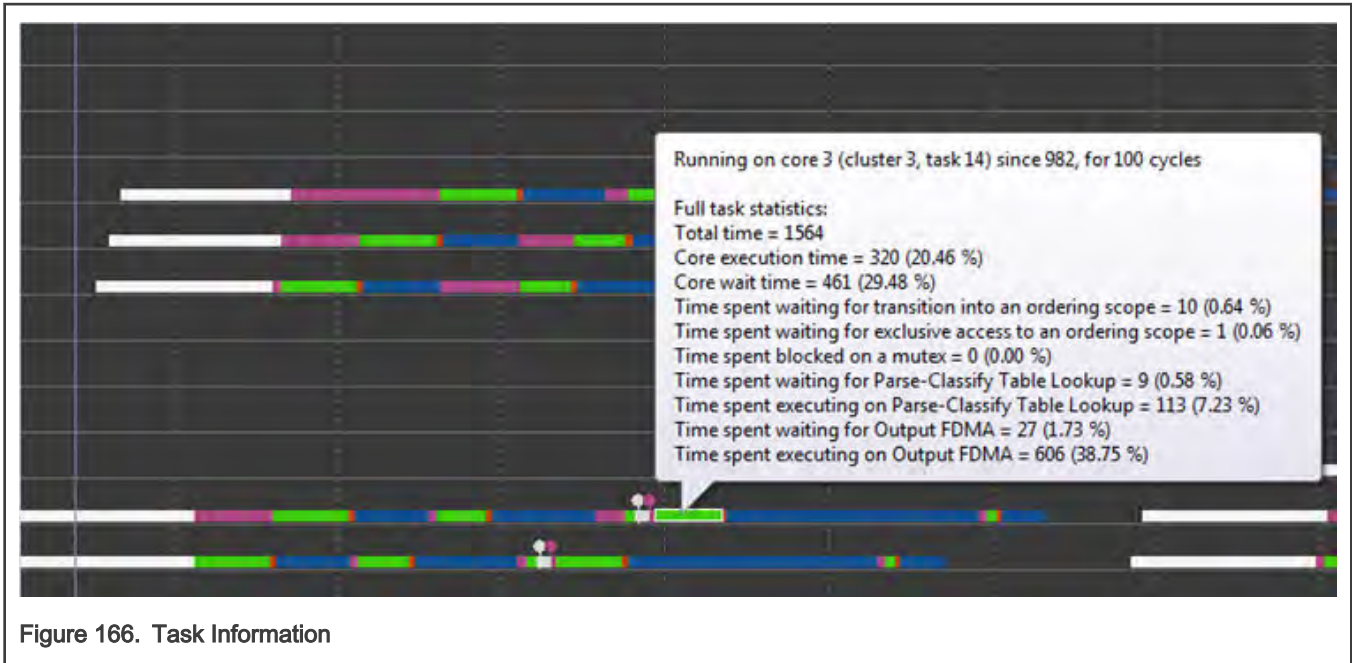 Running on core 3 (cluster 3, task 14) since 982, for 100 cycles
Full task statistics:
Total time = 1564
Core execution time = 320 (20.46 %)
Core wait time = 461 (29.48 %)
Time spent waiting for transition into an ordering scope = 10 (0.64 %)
Time spent waiting for exclusive access to an ordering scope = 1 (0.06 %)
Time spent blocked on a mutex = 0 (0.00 %)
Time spent waiting for Parse-Classify Table Lookup = 9 (0.58 %)
Time spent executing on Parse-Classify Table Lookup = 113 (7.23 %)
Time spent waiting for Output FDMA = 27 (1.73 %)
Time spent executing on Output FDMA = 606 (38.75 %)
Figure 166. Task Information